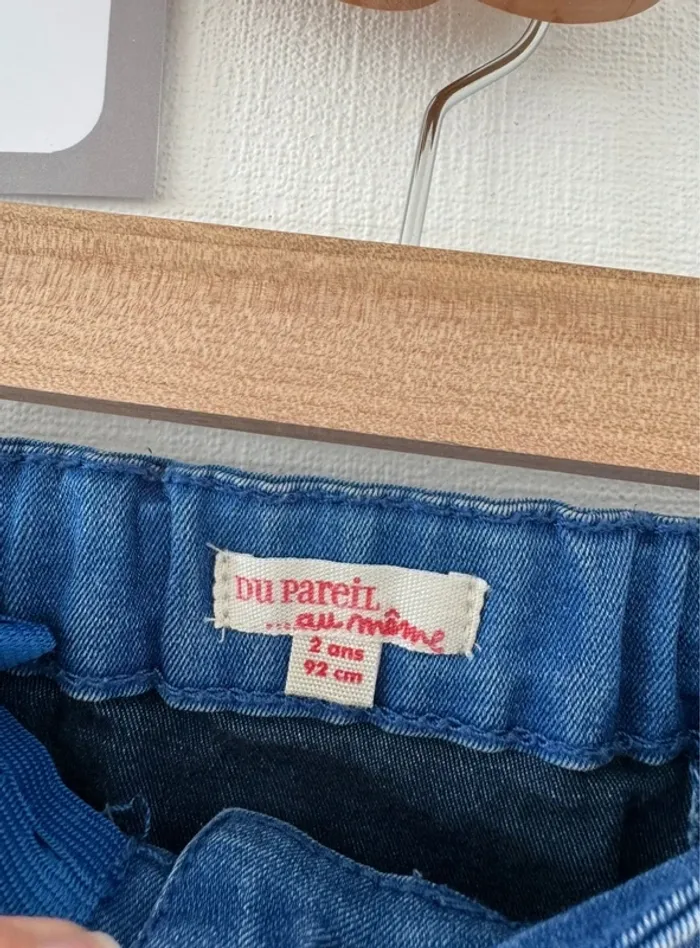 DU PAREIL
...au même
2 ans
92 cm